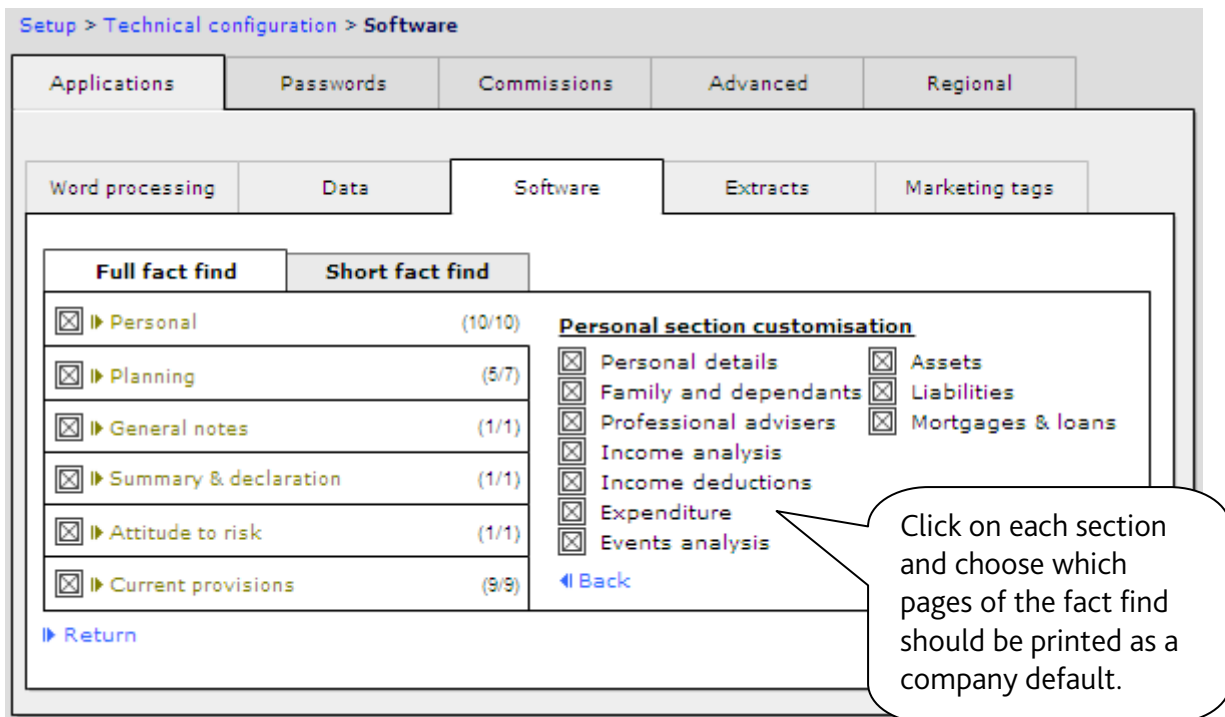 Setup > Technical configuration > Software
Applications Passwords Commissions Advanced Regional
Word processing Data Software Extracts Marketing tags
Full fact find Short fact find
Personal (10/10)
Planning (5/7)
General notes (1/1)
Summary & declaration (1/1)
Attitude to risk (1/1)
Current provisions (9/9)
Return
Personal section customisation
Personal details Assets
Family and dependants Liabilities
Professional advisers Mortgages & loans
Income analysis
Income deductions
Expenditure
Events analysis
Back
Click on each section
and choose which
pages of the fact find
should be printed as a
company default.